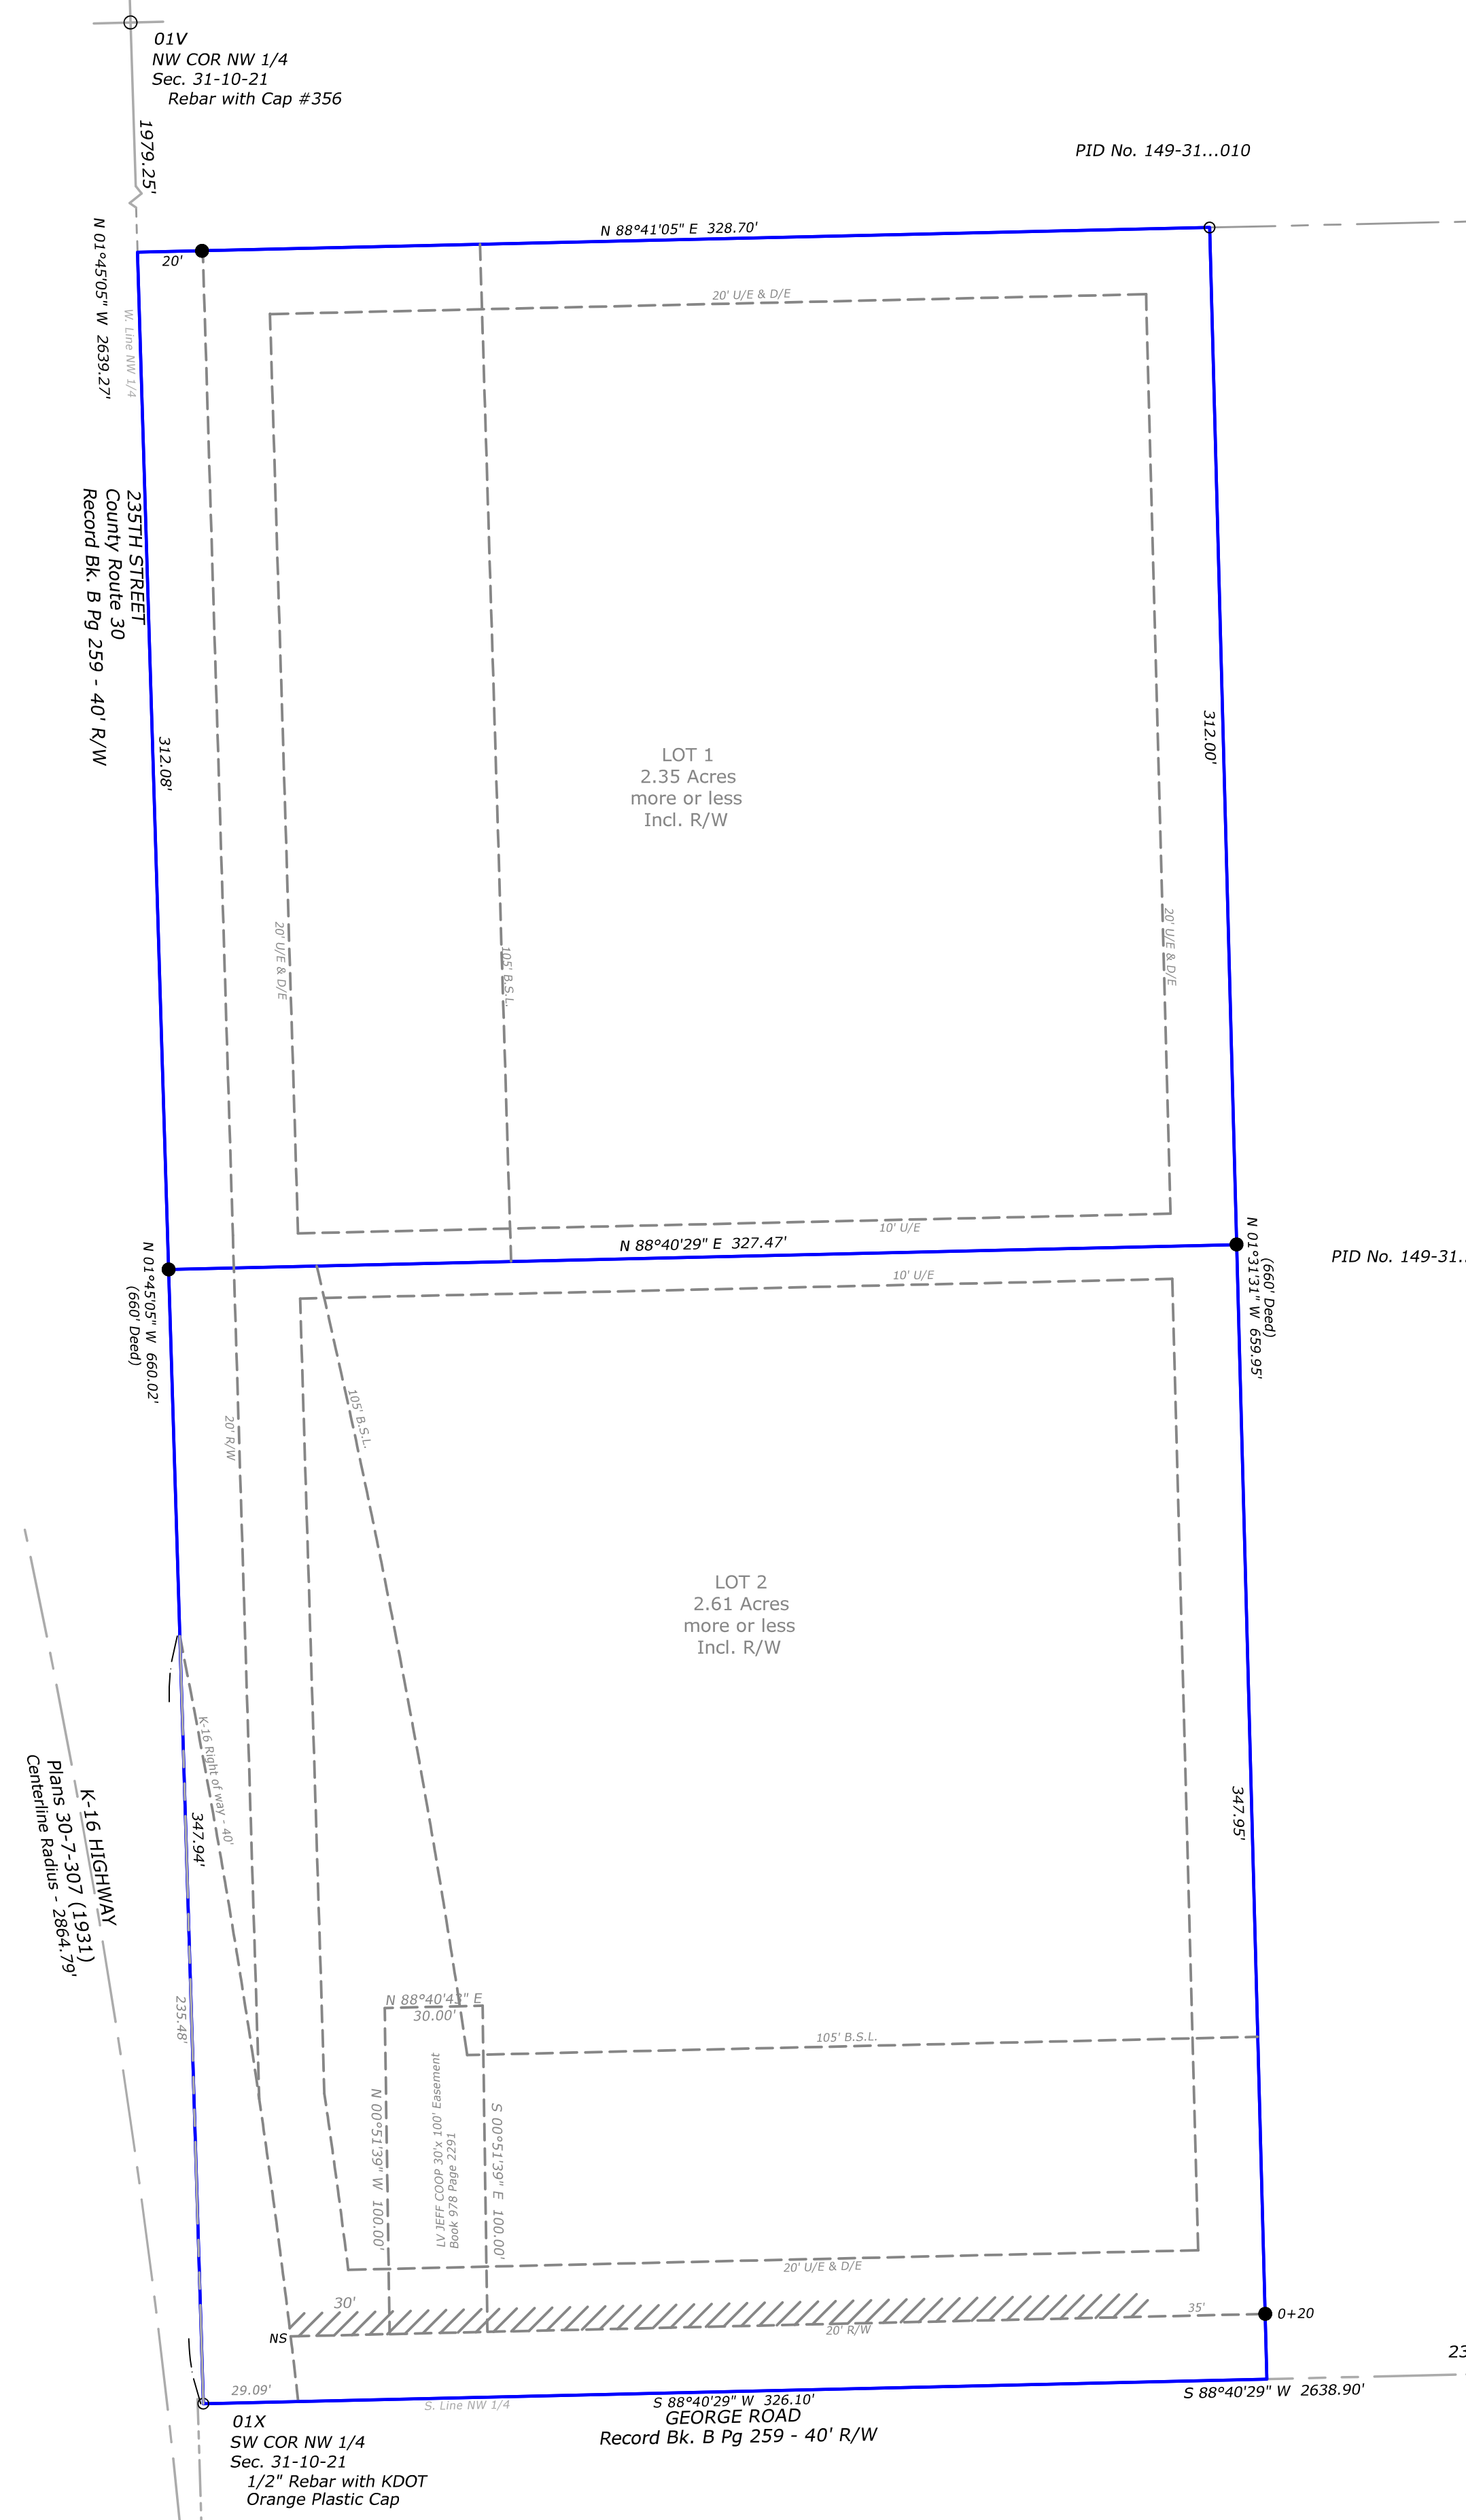 01V
NW COR NW 1/4
Sec. 31-10-21
Rebar with Cap #356
1979.25'
PID No. 149-31...010
N 88°41'05" E 328.70'
20'
N 01°45'05" W 2639.27'
W. Line NW 1/4
20' U/E & D/E
235TH STREET
County Route 30
Record Bk. B Pg 259 - 40' R/W
312.08'
312.00'
LOT 1
2.35 Acres
more or less
Incl. R/W
20' U/E & D/E
105' B.S.L.
20' U/E & D/E
10' U/E
N 88°40'29" E 327.47'
N 01°45'05" W 660.02'
(660' Deed)
N 01°31'31" W 659.95'
(660' Deed)
PID No. 149-31..
10' U/E
105' B.S.L.
20' R/W
LOT 2
2.61 Acres
more or less
Incl. R/W
K-16 Right of way - 40'
K-16 HIGHWAY
Plans 30-7-307 (1931)
Centerline Radius - 2864.79'
347.94'
347.95'
235.48'
N 88°40'43" E
30.00'
105' B.S.L.
N 00°51'39" W 100.00'
LV JEFF COOP 30'x 100' Easement
Book 978 Page 2291
S 00°51'39" E 100.00'
20' U/E & D/E
30'
35'
0+20
NS
20' R/W
29.09'
S. Line NW 1/4
S 88°40'29" W 326.10'
GEORGE ROAD
Record Bk. B Pg 259 - 40' R/W
23
S 88°40'29" W 2638.90'
01X
SW COR NW 1/4
Sec. 31-10-21
1/2" Rebar with KDOT
Orange Plastic Cap